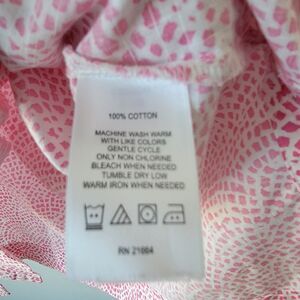 100% COTTON
MACHINE WASH WARM
WITH LIKE COLORS
GENTLE CYCLE
ONLY NON CHLORINE
BLEACH WHEN NEEDED
TUMBLE DRY LOW
WARM IRON WHEN NEEDED
RN 21664